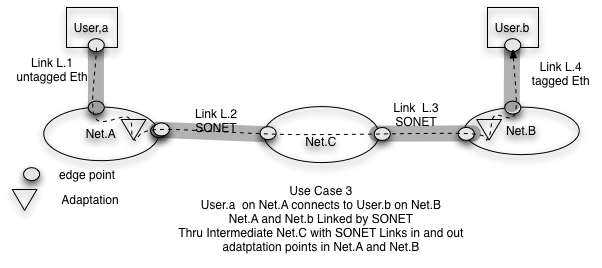 User,a
User.b
Link L.1
untagged Eth
Link L.4
tagged Eth
Link L.2
SONET
Link L.3
SONET
Net.A
Net.C
Net.B
edge point
Adaptation
Use Case 3
User.a on Net.A connects to User.b on Net.B
Net.A and Net.b Linked by SONET
Thru Intermediate Net.C with SONET Links in and out
adatptation points in Net.A and Net.B